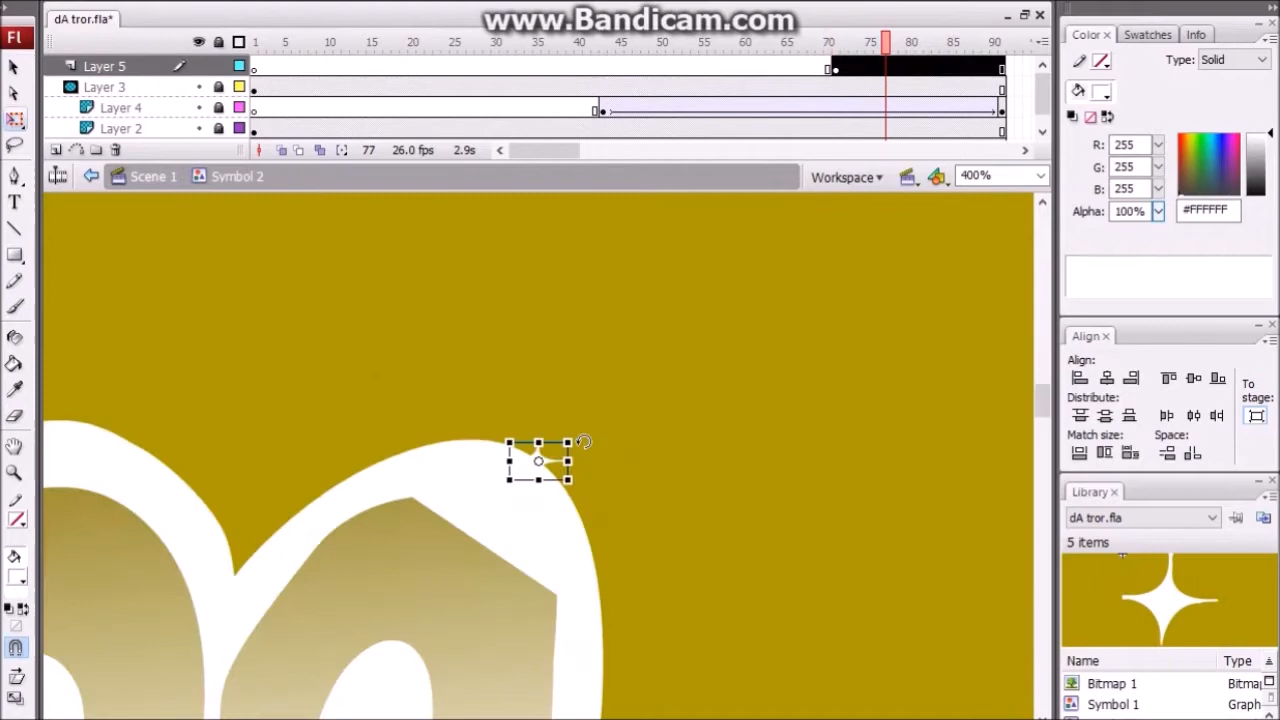 www.Bandicam.com
dA tror.fla*
Fl
1 5 10 15 20 25 30 35 40 45 50 55 60 65 70 75 80 85 90
Layer 5
Layer 3
Layer 4
Layer 2
77 26.0 fps 2.9s
Scene 1 Symbol 2
Workspace 400%
T
Color Swatches Info
Type: Solid
R: 255
G: 255
B: 255
Alpha: 100% #FFFFFF
Align
Align:
To stage:
Distribute:
Match size: Space:
Library
dA tror.fla
5 items
Name Type
Bitmap 1 Bitma
Symbol 1 Graph